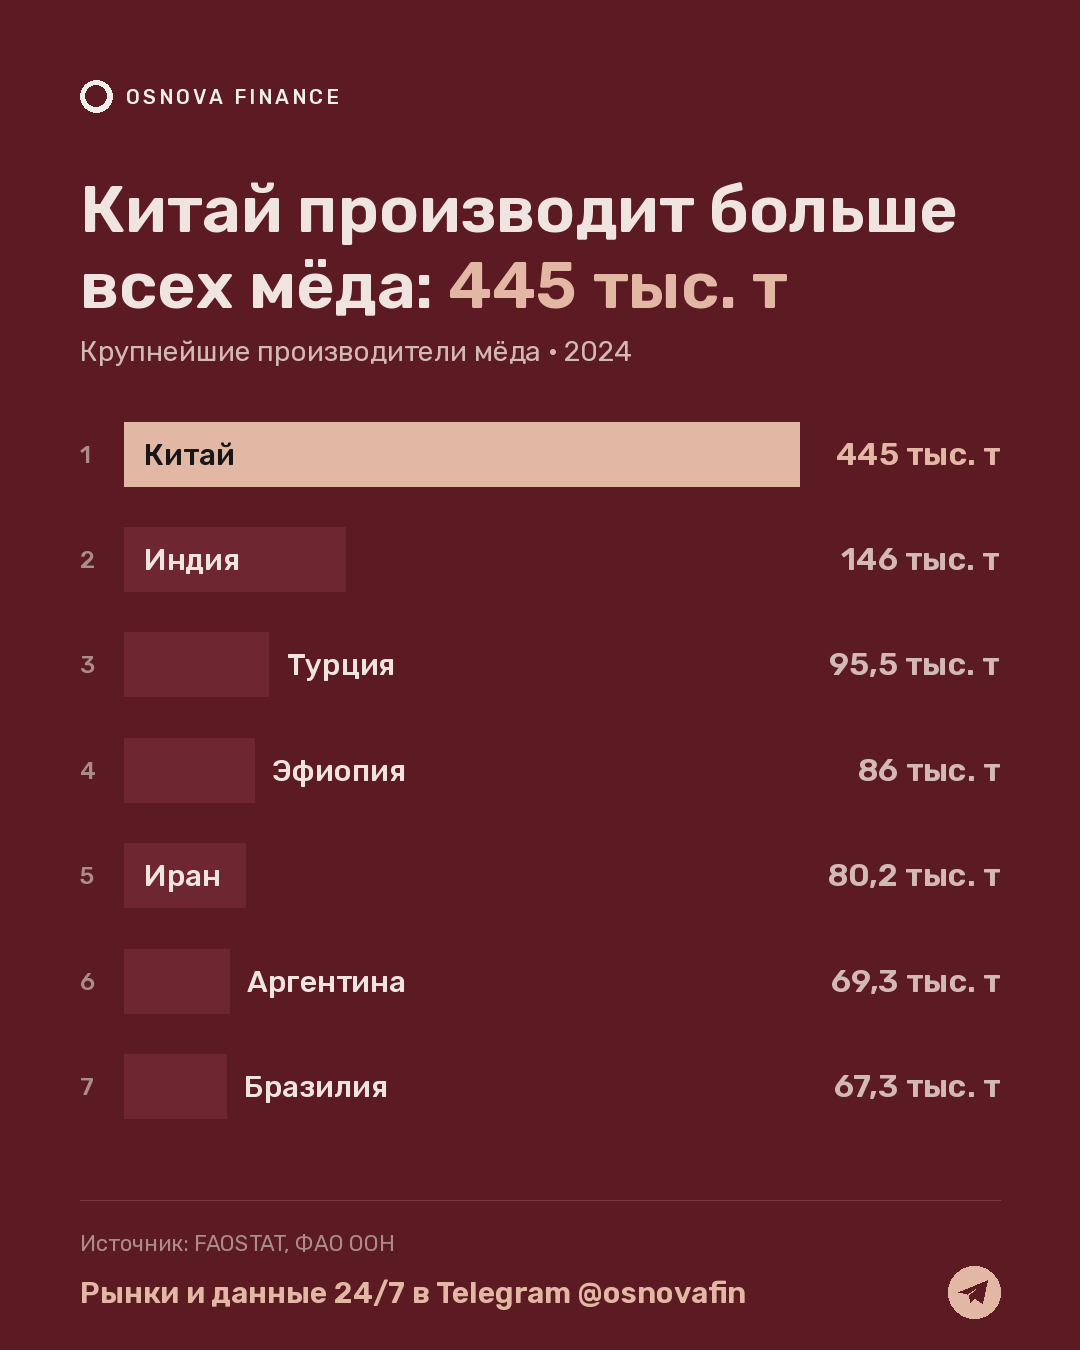 OSNOVA FINANCE
Китай производит больше
всех мёда: 445 тыс. т
Крупнейшие производители мёда • 2024
1 Китай 445 тыс. т
2 Индия 146 тыс. т
3 Турция 95,5 тыс. т
4 Эфиопия 86 тыс. т
5 Иран 80,2 тыс. т
6 Аргентина 69,3 тыс. т
7 Бразилия 67,3 тыс. т
Источник: FAOSTAT, ФАО ООН
Рынки и данные 24/7 в Telegram @osnovafin